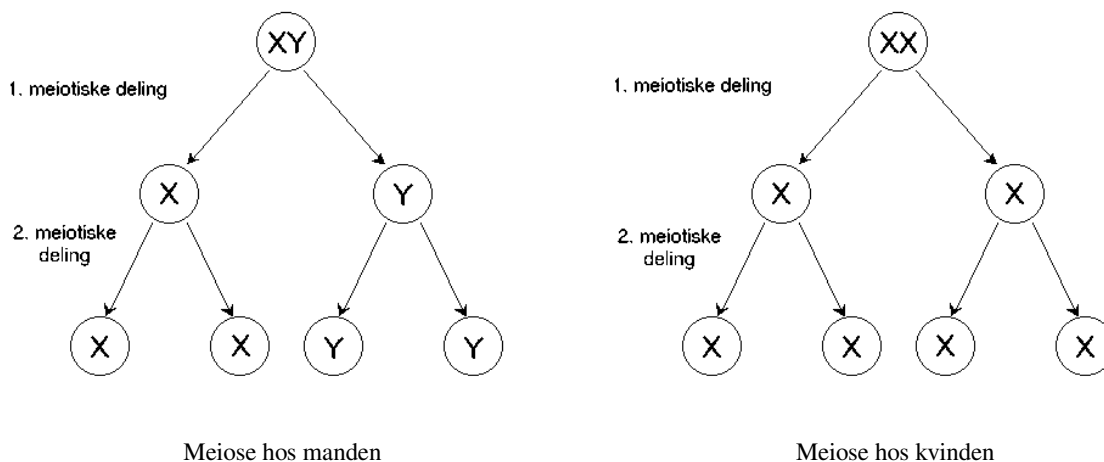 XY
1. meiotiske deling
X
Y
2. meiotiske
deling
X
X
Y
Y
Meiose hos manden
XX
1. meiotiske deling
X
X
2. meiotiske
deling
X
X
X
X
Meiose hos kvinden